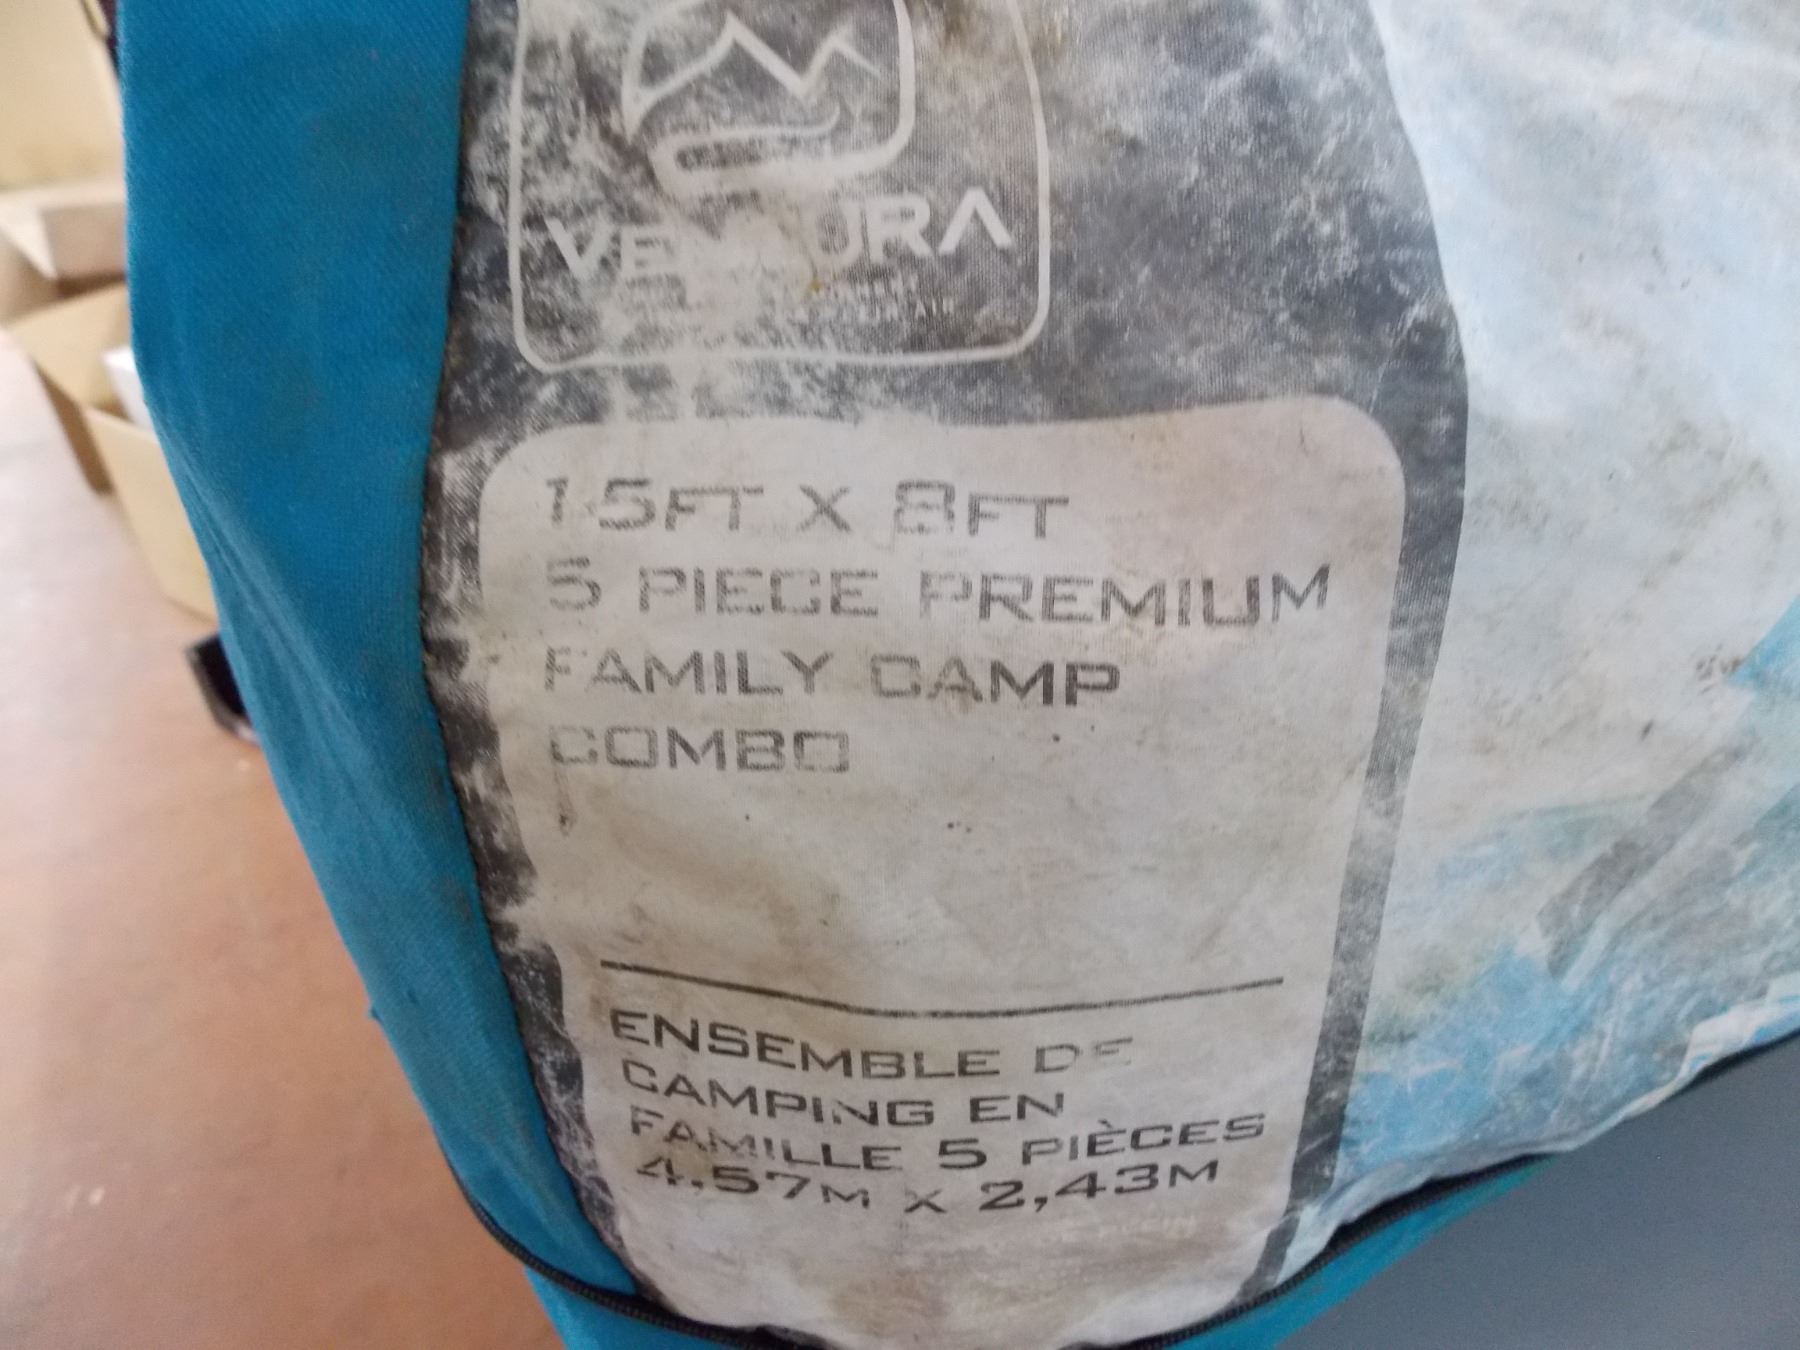 15FT X 8FT
5 PIECE PREMIUM
FAMILY CAMP
COMBO
ENSEMBLE DE
CAMPING EN
FAMILLE 5 PIÈCES
4,57M X 2,43M